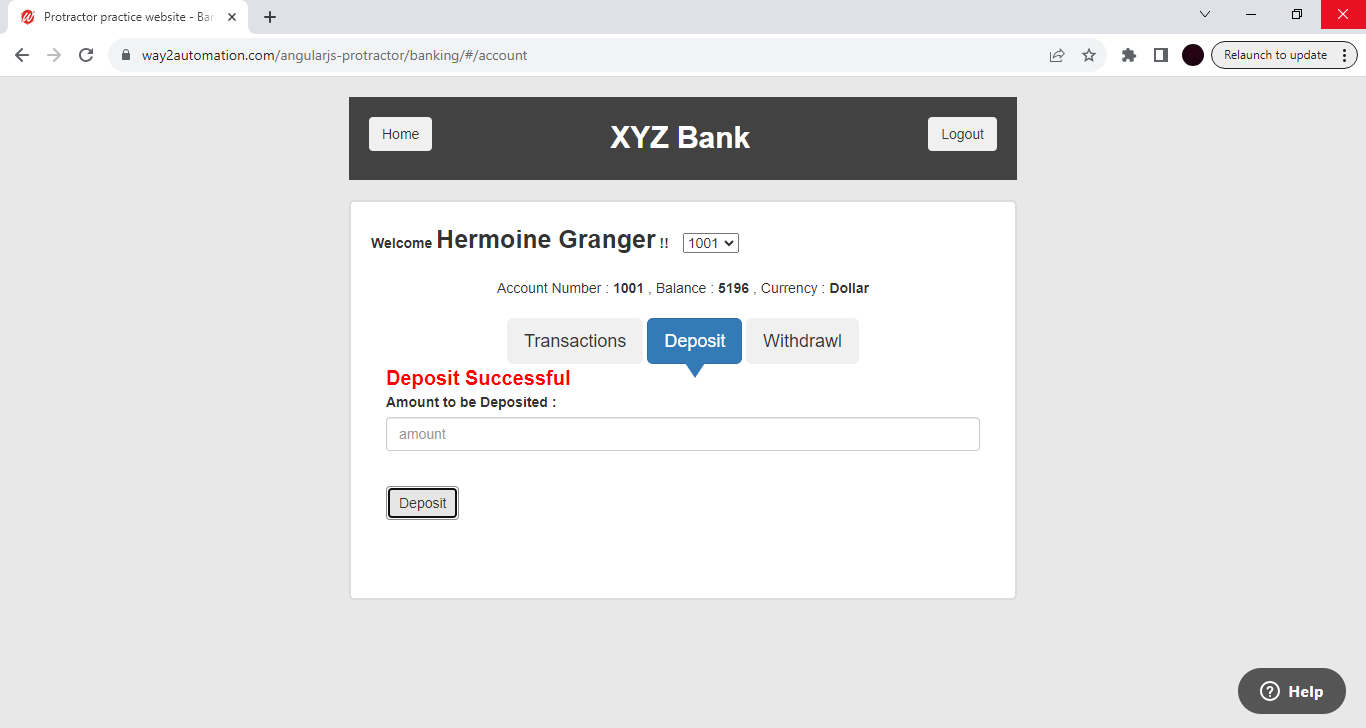 Protractor practice website - Ban
way2automation.com/angularjs-protractor/banking/#/account
Relaunch to update
Home
XYZ Bank
Logout
Welcome Hermoine Granger !! 1001
Account Number : 1001 , Balance : 5196 , Currency : Dollar
Transactions
Deposit
Withdrawl
Deposit Successful
Amount to be Deposited :
amount
Deposit
? Help